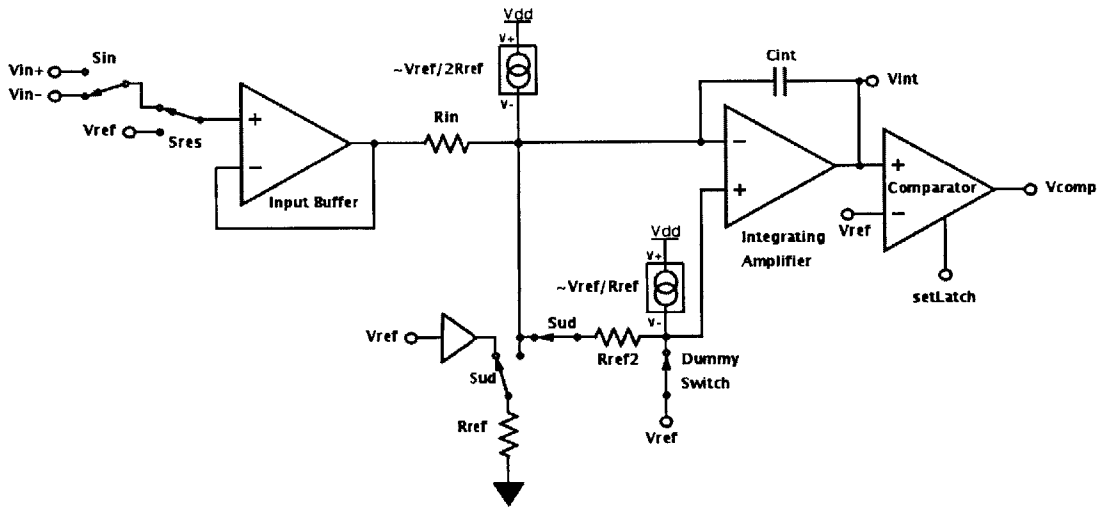 Vdd
V+
~Vref/2Rref
V-
Sin
Vin+
Vin-
Vref
Sres
+
-
Input Buffer
Rin
Cint
Vint
-
+
Integrating
Amplifier
+
Comparator
-
Vref
Vcomp
setLatch
Vdd
V+
~Vref/Rref
V-
Vref
Sud
Sud
Rref2
Dummy
Switch
Rref
Vref